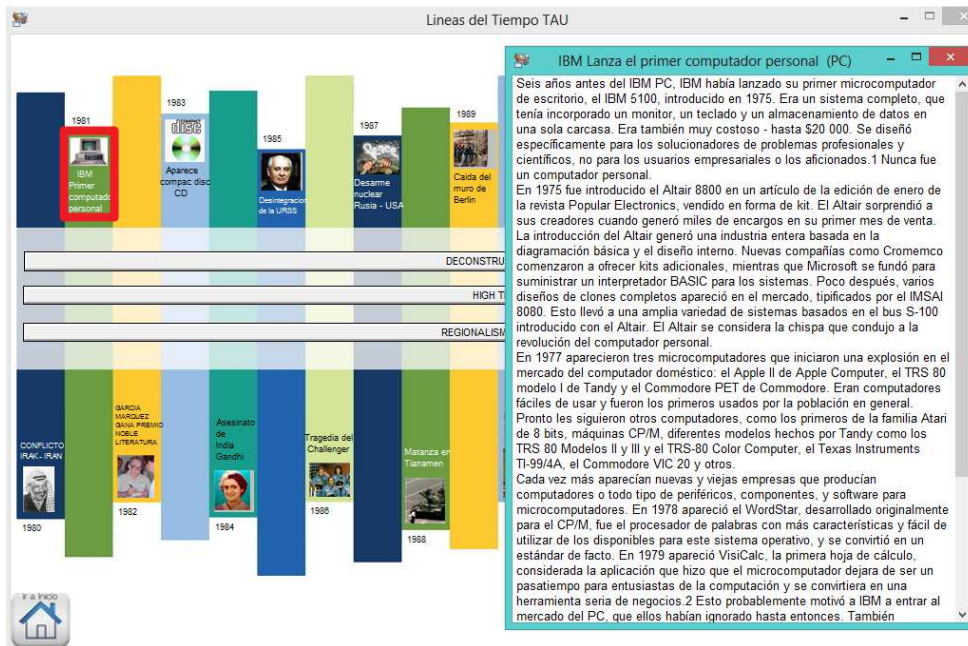 Lineas del Tiempo TAU
1981
IBM
Primer
computado
personal
1983
COMPACT
disc
Aparece
compac disc
CD
1985
Desintegracion
de la URSS
1987
Desarme
nuclear
Rusia - USA
1989
Caida del
muro de
Berlin
DECONSTRU
HIGH T
REGIONALISM
CONFLICTO
IRAK - IRAN
1980
GARCIA
MARQUEZ
GANA PREMIO
NOBLE
LITERATURA
1982
Asesinato
de
India
Gandhi
1984
Tragedia del
Challenger
1986
Matanza en
Tianamen
1988
Ir a Inicio
IBM Lanza el primer computador personal (PC)
Seis años antes del IBM PC, IBM había lanzado su primer microcomputador
de escritorio, el IBM 5100, introducido en 1975. Era un sistema completo, que
tenía incorporado un monitor, un teclado y un almacenamiento de datos en
una sola carcasa. Era también muy costoso - hasta $20 000. Se diseñó
específicamente para los solucionadores de problemas profesionales y
científicos, no para los usuarios empresariales o los aficionados.1 Nunca fue
un computador personal.
En 1975 fue introducido el Altair 8800 en un artículo de la edición de enero de
la revista Popular Electronics, vendido en forma de kit. El Altair sorprendió a
sus creadores cuando generó miles de encargos en su primer mes de venta.
La introducción del Altair generó una industria entera basada en la
diagramación básica y el diseño interno. Nuevas compañías como Cromemco
comenzaron a ofrecer kits adicionales, mientras que Microsoft se fundó para
suministrar un interpretador BASIC para los sistemas. Poco después, varios
diseños de clones completos apareció en el mercado, tipificados por el IMSAI
8080. Esto llevó a una amplia variedad de sistemas basados en el bus S-100
introducido con el Altair. El Altair se considera la chispa que condujo a la
revolución del computador personal.
En 1977 aparecieron tres microcomputadores que iniciaron una explosión en el
mercado del computador doméstico: el Apple II de Apple Computer, el TRS 80
modelo I de Tandy y el Commodore PET de Commodore. Eran computadores
fáciles de usar y fueron los primeros usados por la población en general.
Pronto les siguieron otros computadores, como los primeros de la familia Atari
de 8 bits, máquinas CP/M, diferentes modelos hechos por Tandy como los
TRS 80 Modelos II y III y el TRS-80 Color Computer, el Texas Instruments
TI-99/4A, el Commodore VIC 20 y otros.
Cada vez más aparecían nuevas y viejas empresas que producían
computadores o todo tipo de periféricos, componentes, y software para
microcomputadores. En 1978 apareció el WordStar, desarrollado originalmente
para el CP/M, fue el procesador de palabras con más características y fácil de
utilizar de los disponibles para este sistema operativo, y se convirtió en un
estándar de facto. En 1979 apareció VisiCalc, la primera hoja de cálculo,
considerada la aplicación que hizo que el microcomputador dejara de ser un
pasatiempo para entusiastas de la computación y se convirtiera en una
herramienta seria de negocios.2 Esto probablemente motivó a IBM a entrar al
mercado del PC, que ellos habían ignorado hasta entonces. También